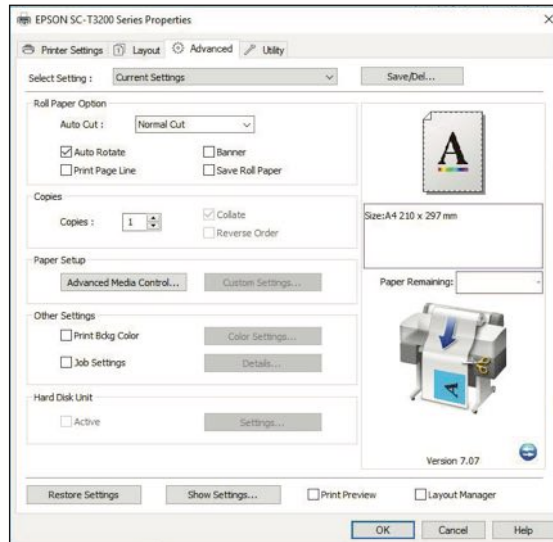 EPSON SC-T3200 Series Properties
Printer Settings Layout Advanced Utility
Select Setting : Current Settings Save/Del...
Roll Paper Option
Auto Cut : Normal Cut
Auto Rotate Banner
Print Page Line Save Roll Paper
Copies
Copies : 1 Collate
Reverse Order
Paper Setup
Advanced Media Control... Custom Settings...
Other Settings
Print Bckg Color Color Settings...
Job Settings Details...
Hard Disk Unit
Active Settings...
A
Size:A4 210 x 297 mm
Paper Remaining:
A
Version 7.07
Restore Settings Show Settings... Print Preview Layout Manager
OK Cancel Help